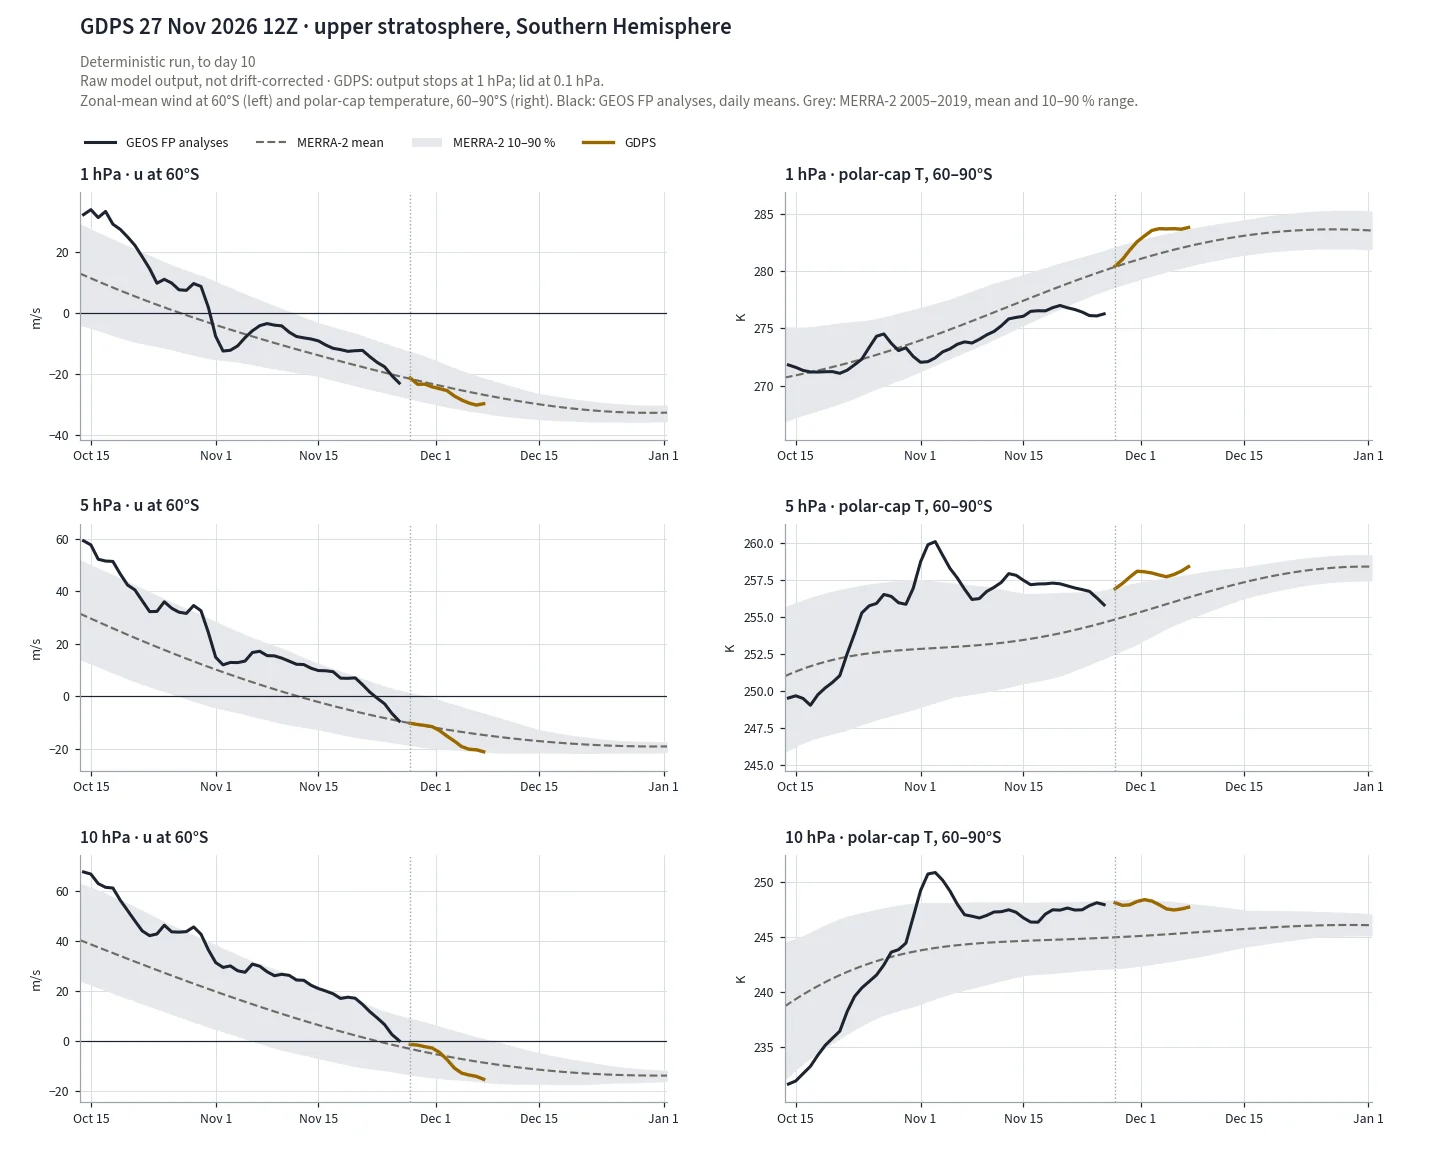 GDPS 27 Nov 2026 12Z · upper stratosphere, Southern Hemisphere
Deterministic run, to day 10
Raw model output, not drift-corrected · GDPS: output stops at 1 hPa; lid at 0.1 hPa.
Zonal-mean wind at 60°S (left) and polar-cap temperature, 60–90°S (right). Black: GEOS FP analyses, daily means. Grey: MERRA-2 2005–2019, mean and 10–90 % range.
GEOS FP analyses MERRA-2 mean MERRA-2 10–90 % GDPS
1 hPa · u at 60°S
20
0
−20
−40
m/s
Oct 15 Nov 1 Nov 15 Dec 1 Dec 15 Jan 1
1 hPa · polar-cap T, 60–90°S
285
280
275
270
K
Oct 15 Nov 1 Nov 15 Dec 1 Dec 15 Jan 1
5 hPa · u at 60°S
60
40
20
0
−20
m/s
Oct 15 Nov 1 Nov 15 Dec 1 Dec 15 Jan 1
5 hPa · polar-cap T, 60–90°S
260.0
257.5
255.0
252.5
250.0
247.5
245.0
K
Oct 15 Nov 1 Nov 15 Dec 1 Dec 15 Jan 1
10 hPa · u at 60°S
60
40
20
0
−20
m/s
Oct 15 Nov 1 Nov 15 Dec 1 Dec 15 Jan 1
10 hPa · polar-cap T, 60–90°S
250
245
240
235
K
Oct 15 Nov 1 Nov 15 Dec 1 Dec 15 Jan 1